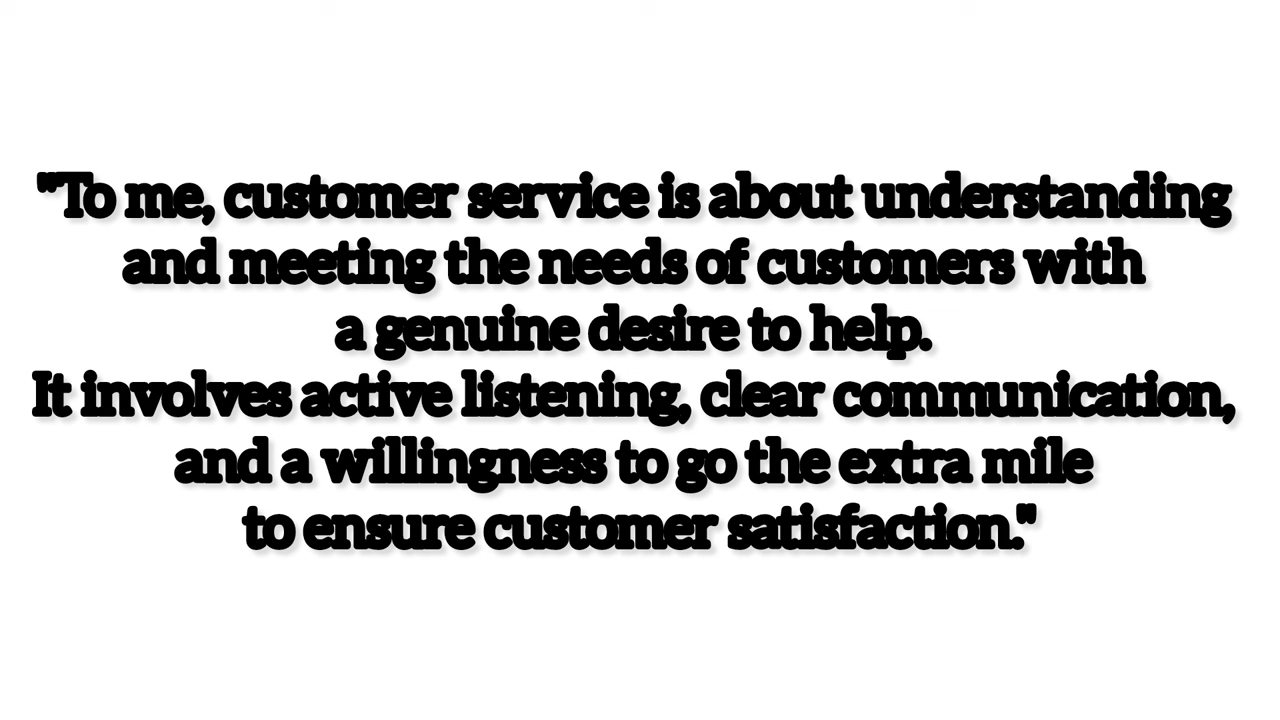 "To me, customer service is about understanding
and meeting the needs of customers with
a genuine desire to help.
It involves active listening, clear communication,
and a willingness to go the extra mile
to ensure customer satisfaction."